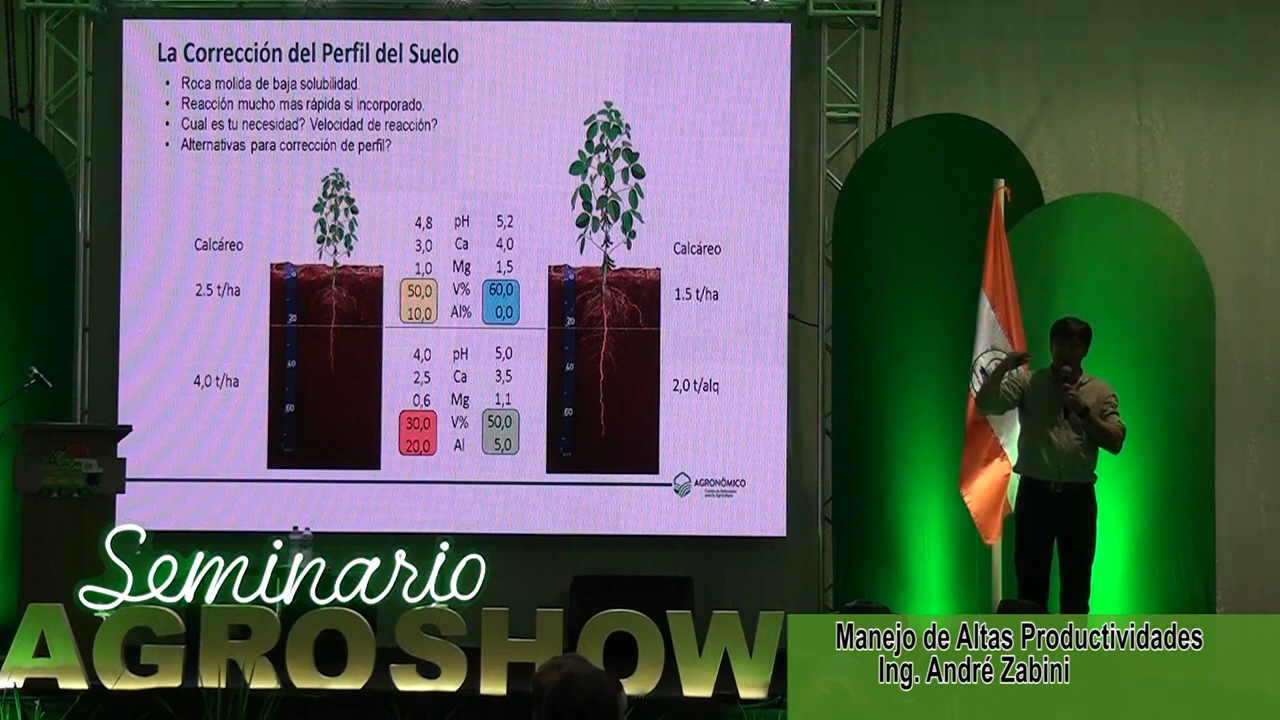 La Corrección del Perfil del Suelo
• Roca molida de baja solubilidad.
• Reacción mucho mas rápida si incorporado.
• Cual es tu necesidad? Velocidad de reacción?
• Alternativas para corrección de perfil?
Calcáreo
2.5 t/ha
4,0 t/ha
20
40
60
4,8 pH 5,2
3,0 Ca 4,0
1,0 Mg 1,5
50,0 V% 60,0
10,0 Al% 0,0
4,0 pH 5,0
2,5 Ca 3,5
0,6 Mg 1,1
30,0 V% 50,0
20,0 Al 5,0
20
40
60
Calcáreo
1.5 t/ha
2,0 t/alq
AGRONÓMICO
Seminario
AGROSHOW
Manejo de Altas Productividades
Ing. André Zabini